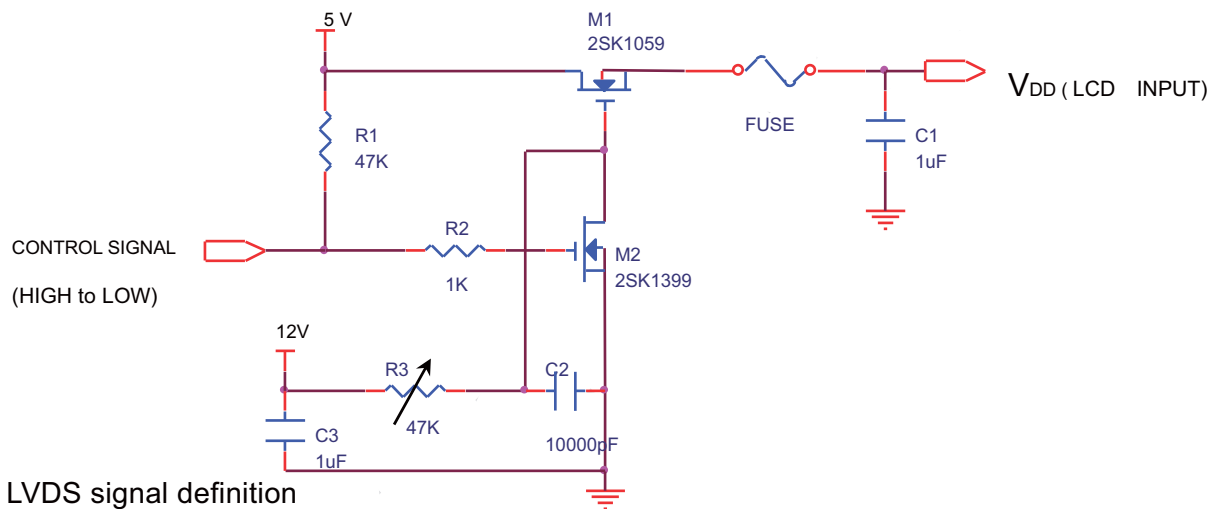 5 V
M1
2SK1059
VDD ( LCD INPUT)
FUSE
R1
47K
C1
1uF
CONTROL SIGNAL
(HIGH to LOW)
R2
1K
M2
2SK1399
12V
R3
47K
C2
10000pF
C3
1uF
LVDS signal definition